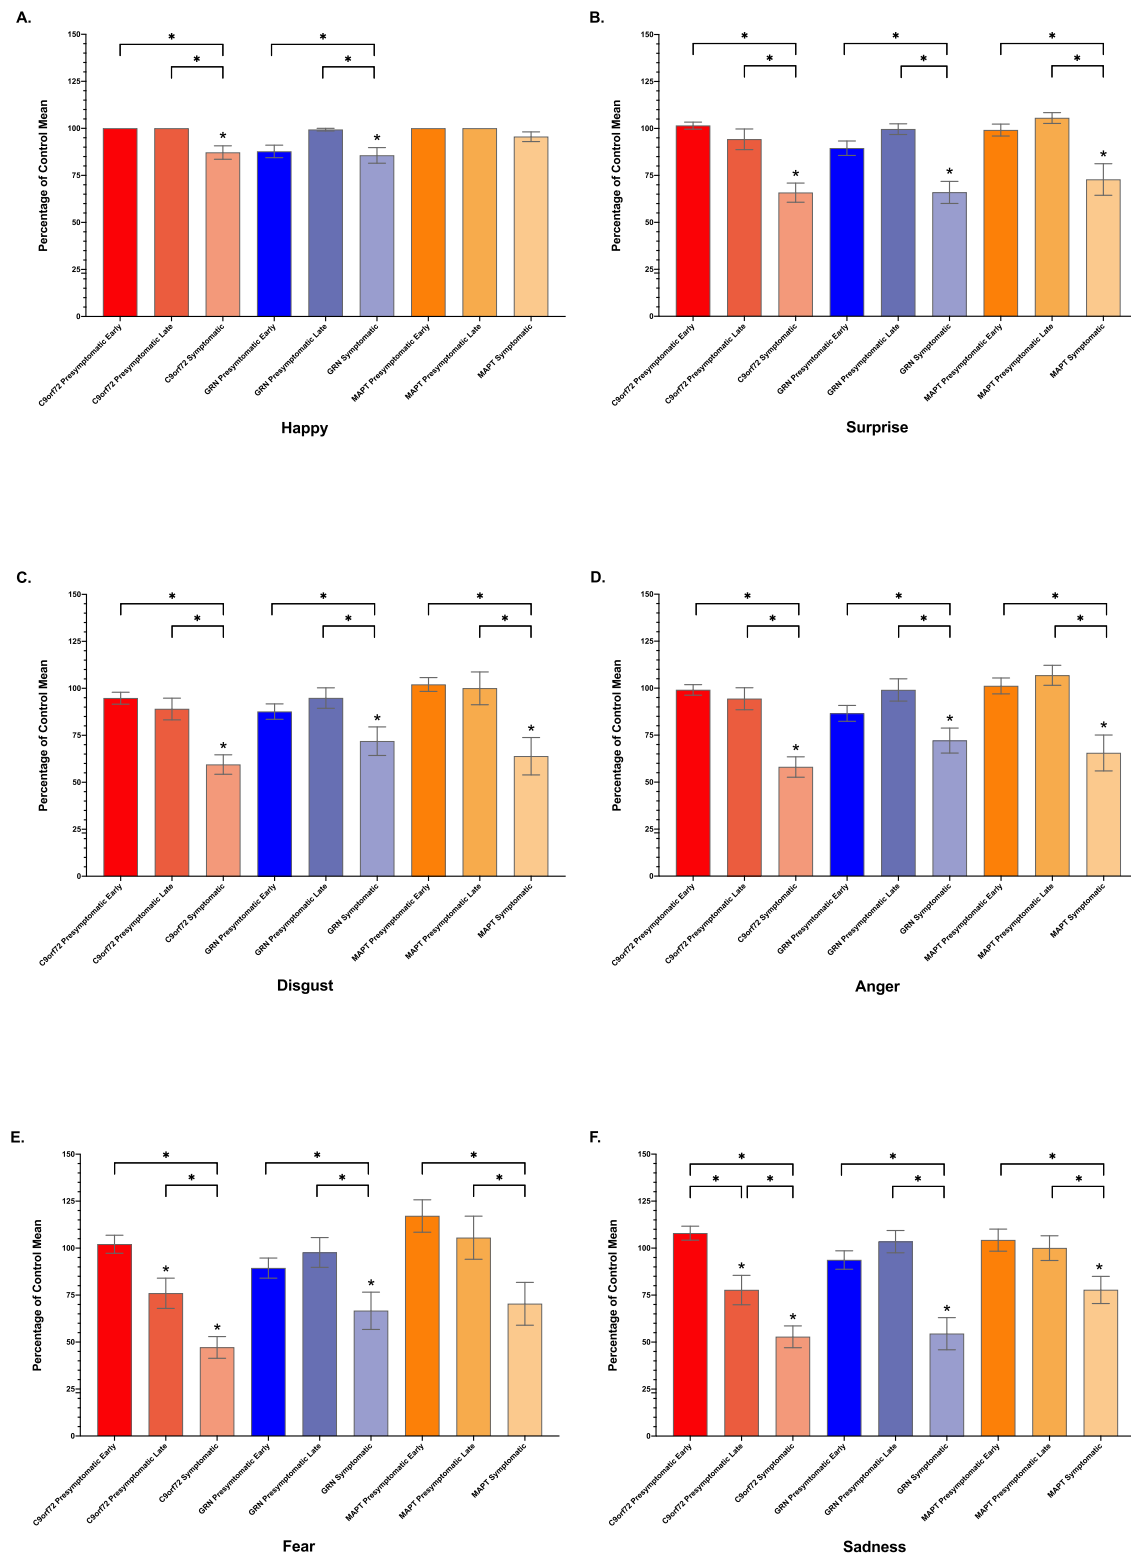 A.
*
*
*
*
*
*
150
125
100
75
50
25
0
Percentage of Control Mean
C9orf72 Presymptomatic Early
C9orf72 Presymptomatic Late
C9orf72 Symptomatic
GRN Presymtomatic Early
GRN Presymptomatic Late
GRN Symptomatic
MAPT Presymptomatic Early
MAPT Presymptomatic Late
MAPT Symptomatic
Happy
B.
*
*
*
*
*
*
*
*
*
150
125
100
75
50
25
0
Percentage of Control Mean
C9orf72 Presymptomatic Early
C9orf72 Presymptomatic Late
C9orf72 Symptomatic
GRN Presymtomatic Early
GRN Presymptomatic Late
GRN Symptomatic
MAPT Presymptomatic Early
MAPT Presymptomatic Late
MAPT Symptomatic
Surprise
C.
*
*
*
*
*
*
*
*
*
150
125
100
75
50
25
0
Percentage of Control Mean
C9orf72 Presymptomatic Early
C9orf72 Presymptomatic Late
C9orf72 Symptomatic
GRN Presymtomatic Early
GRN Presymptomatic Late
GRN Symptomatic
MAPT Presymptomatic Early
MAPT Presymptomatic Late
MAPT Symptomatic
Disgust
D.
*
*
*
*
*
*
*
*
*
150
125
100
75
50
25
0
Percentage of Control Mean
C9orf72 Presymptomatic Early
C9orf72 Presymptomatic Late
C9orf72 Symptomatic
GRN Presymtomatic Early
GRN Presymptomatic Late
GRN Symptomatic
MAPT Presymptomatic Early
MAPT Presymptomatic Late
MAPT Symptomatic
Anger
E.
*
*
*
*
*
*
*
*
*
150
125
100
75
50
25
0
Percentage of Control Mean
C9orf72 Presymptomatic Early
C9orf72 Presymptomatic Late
C9orf72 Symptomatic
GRN Presymtomatic Early
GRN Presymptomatic Late
GRN Symptomatic
MAPT Presymptomatic Early
MAPT Presymptomatic Late
MAPT Symptomatic
Fear
F.
*
*
*
*
*
*
*
*
*
*
*
150
125
100
75
50
25
0
Percentage of Control Mean
C9orf72 Presymptomatic Early
C9orf72 Presymptomatic Late
C9orf72 Symptomatic
GRN Presymtomatic Early
GRN Presymptomatic Late
GRN Symptomatic
MAPT Presymptomatic Early
MAPT Presymptomatic Late
MAPT Symptomatic
Sadness